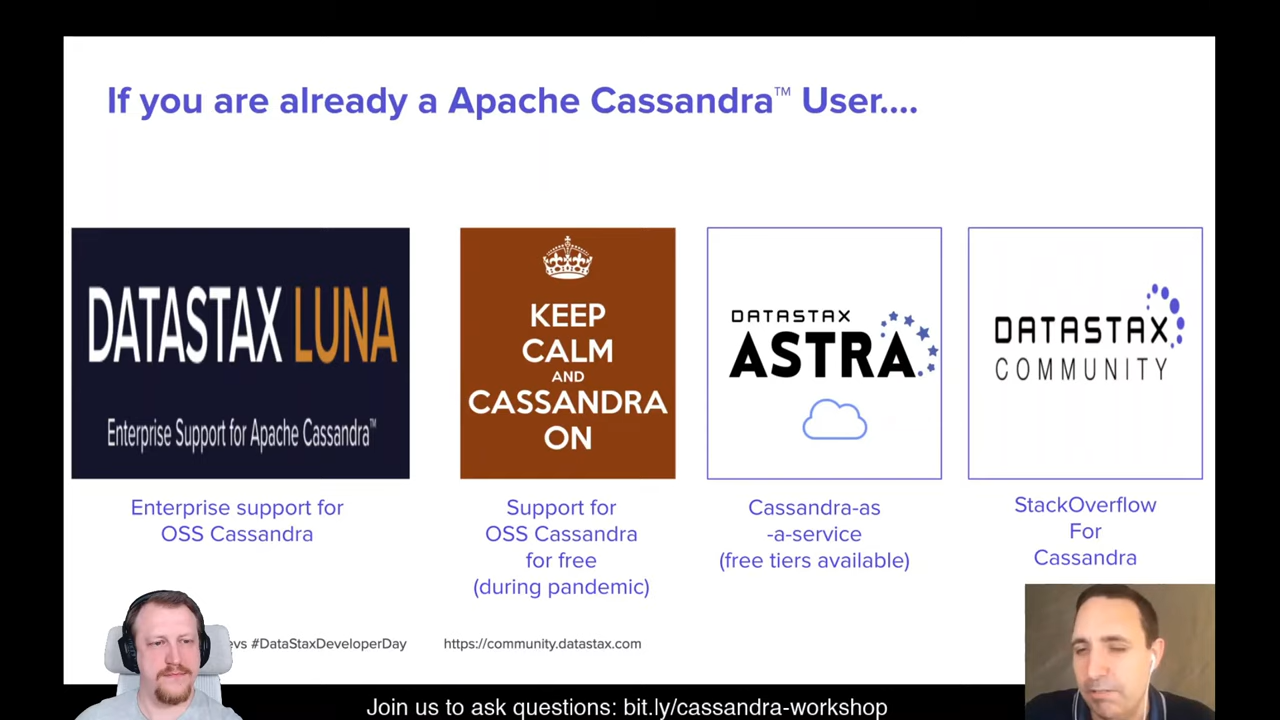 If you are already a Apache Cassandra™ User....
DATASTAX LUNA
Enterprise Support for Apache Cassandra™
KEEP
CALM
AND
CASSANDRA
ON
DATASTAX
ASTRA
DATASTAX
COMMUNITY
Enterprise support for
OSS Cassandra
Support for
OSS Cassandra
for free
(during pandemic)
Cassandra-as
-a-service
(free tiers available)
StackOverflow
For
Cassandra
evs #DataStaxDeveloperDay
https://community.datastax.com
Join us to ask questions: bit.ly/cassandra-workshop